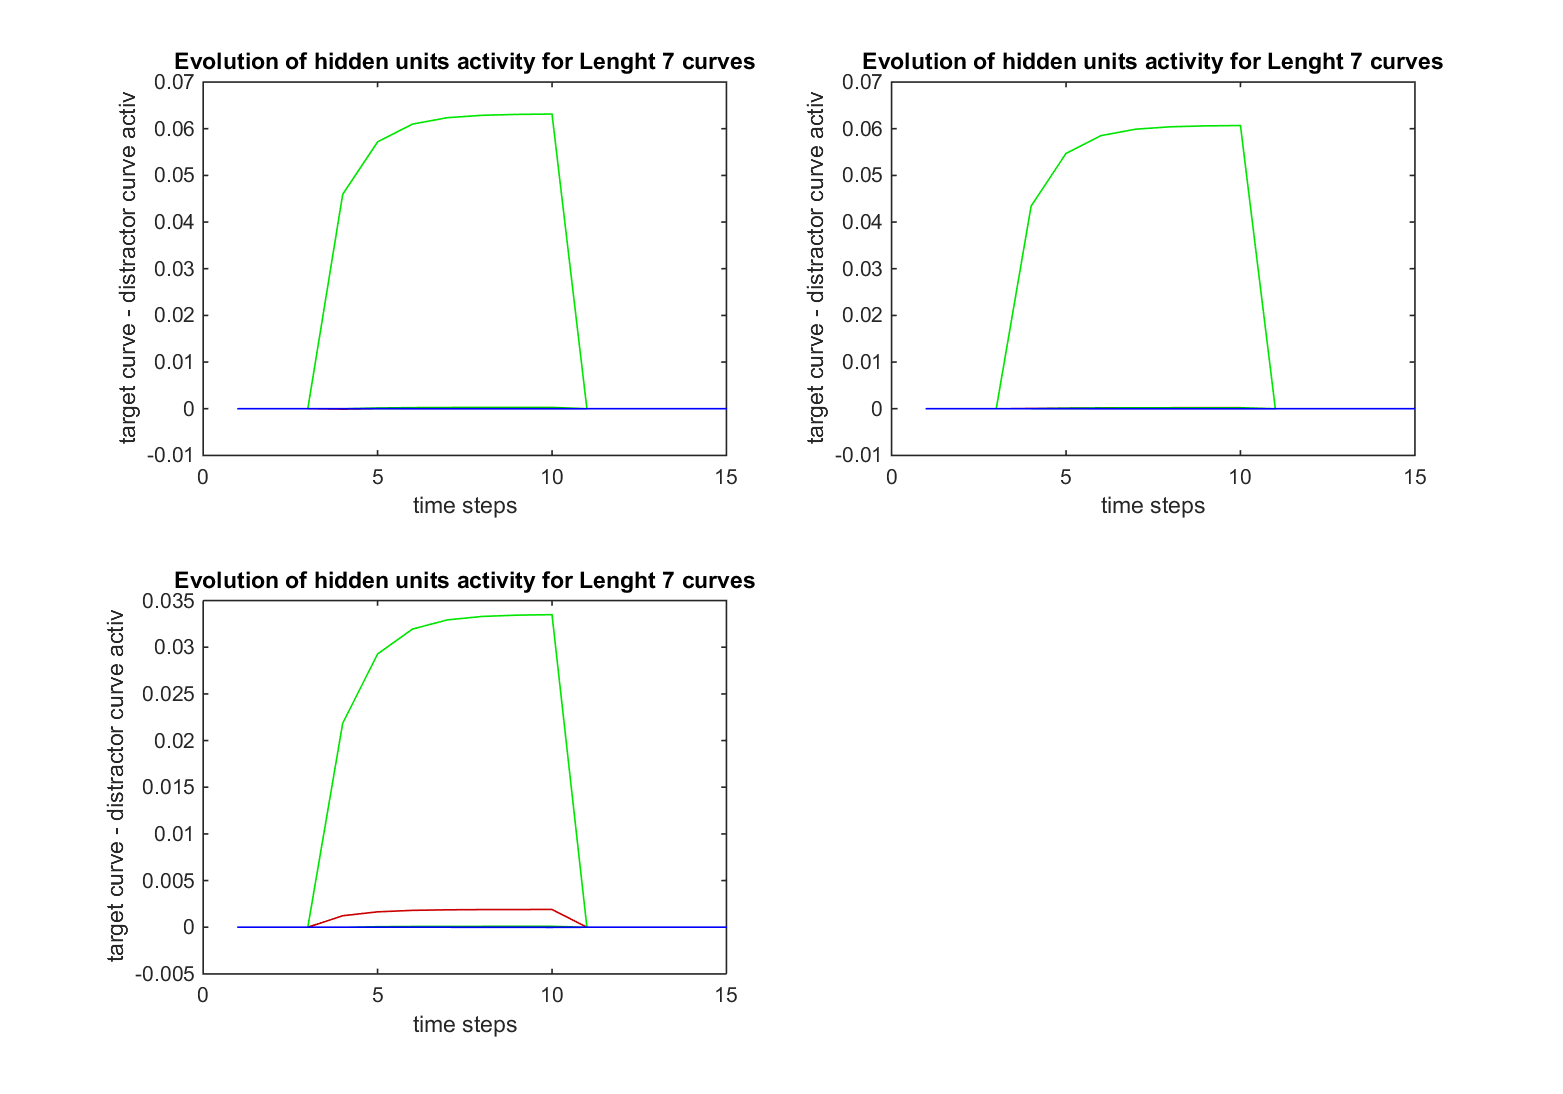 Evolution of hidden units activity for Lenght 7 curves
target curve - distractor curve activ
0.07
0.06
0.05
0.04
0.03
0.02
0.01
0
-0.01
0 5 10 15
time steps
Evolution of hidden units activity for Lenght 7 curves
target curve - distractor curve activ
0.07
0.06
0.05
0.04
0.03
0.02
0.01
0
-0.01
0 5 10 15
time steps
Evolution of hidden units activity for Lenght 7 curves
target curve - distractor curve activ
0.035
0.03
0.025
0.02
0.015
0.01
0.005
0
-0.005
0 5 10 15
time steps